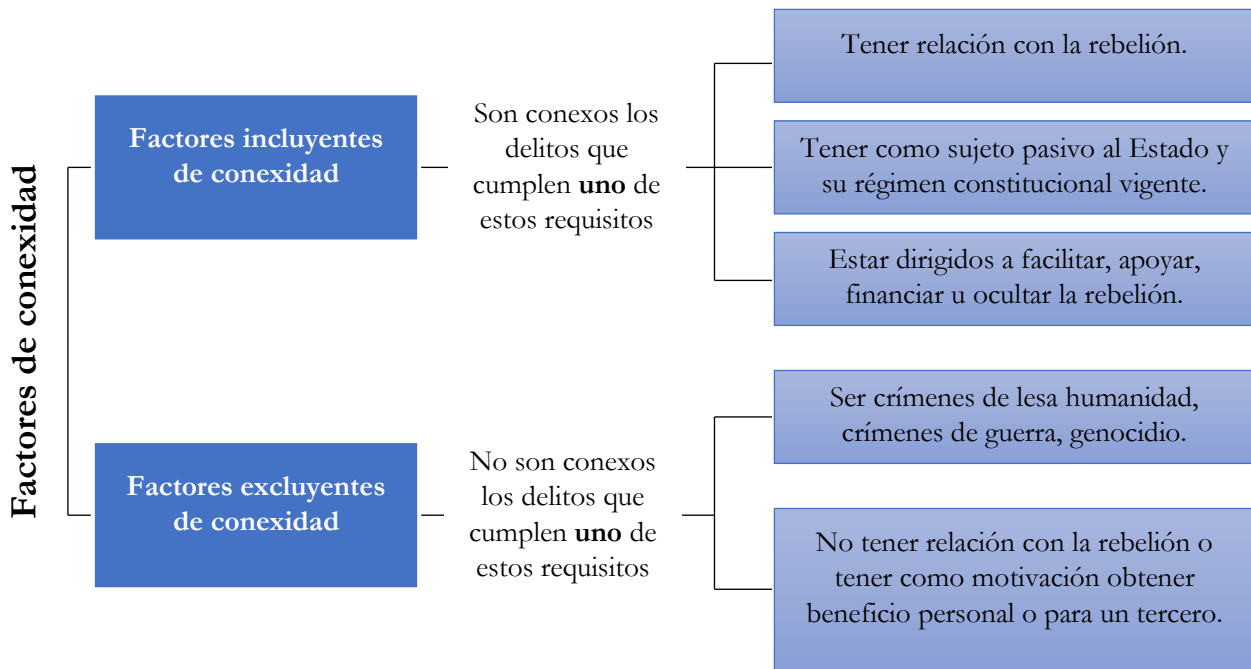 Factores de conexidad
Factores incluyentes
de conexidad
Son conexos los
delitos que
cumplen uno de
estos requisitos
Tener relación con la rebelión.
Tener como sujeto pasivo al Estado y
su régimen constitucional vigente.
Estar dirigidos a facilitar, apoyar,
financiar u ocultar la rebelión.
Factores excluyentes
de conexidad
No son conexos
los delitos que
cumplen uno de
estos requisitos
Ser crímenes de lesa humanidad,
crímenes de guerra, genocidio.
No tener relación con la rebelión o
tener como motivación obtener
beneficio personal o para un tercero.